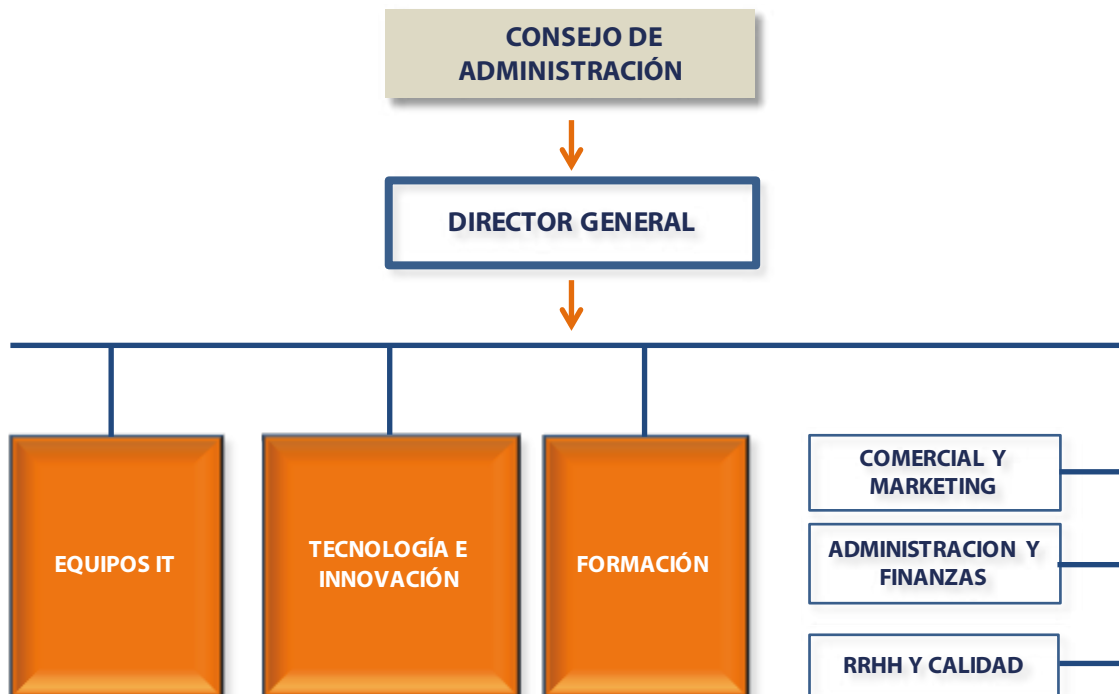 CONSEJO DE
ADMINISTRACIÓN
DIRECTOR GENERAL
EQUIPOS IT
TECNOLOGÍA E
INNOVACIÓN
FORMACIÓN
COMERCIAL Y
MARKETING
ADMINISTRACION Y
FINANZAS
RRHH Y CALIDAD